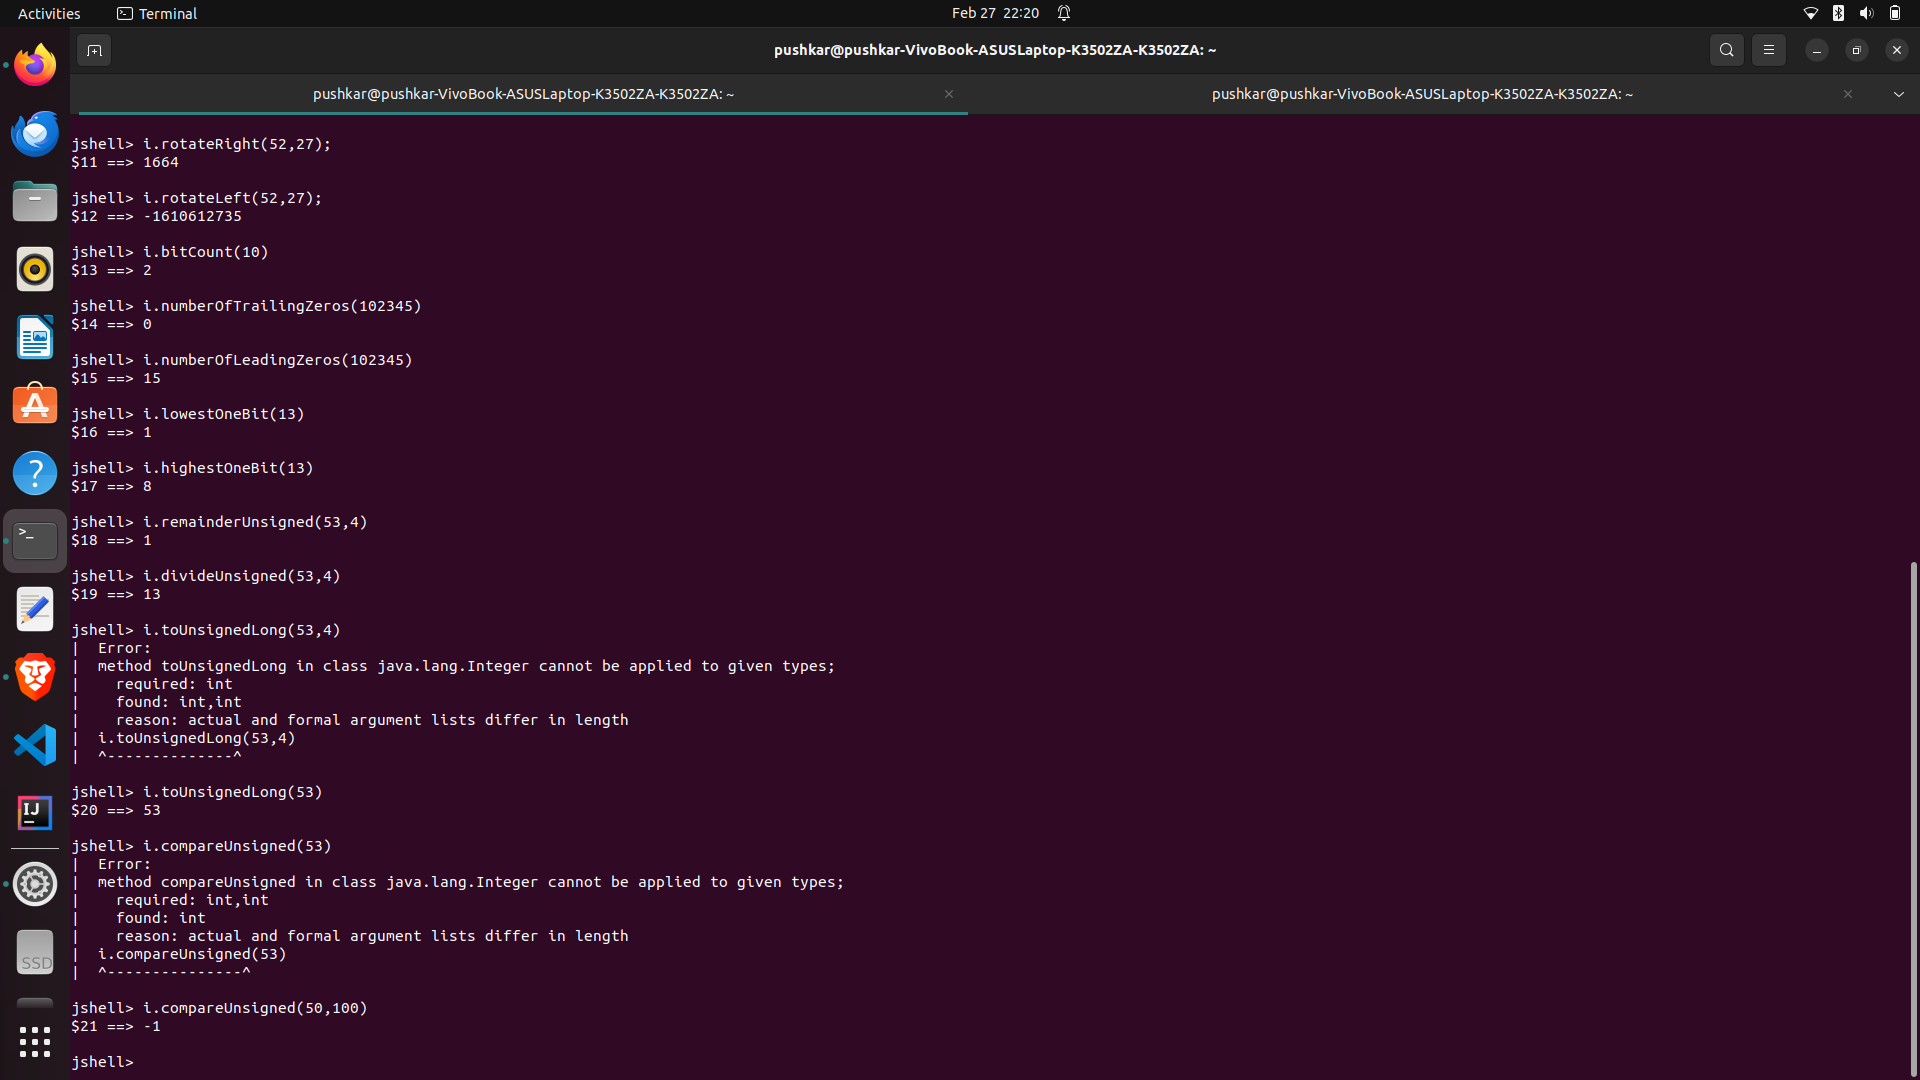 Activities
Terminal
Feb 27 22:20
pushkar@pushkar-VivoBook-ASUSLaptop-K3502ZA-K3502ZA: ~
pushkar@pushkar-VivoBook-ASUSLaptop-K3502ZA-K3502ZA: ~
pushkar@pushkar-VivoBook-ASUSLaptop-K3502ZA-K3502ZA: ~
jshell> i.rotateRight(52,27);
$11 ==> 1664
jshell> i.rotateLeft(52,27);
$12 ==> -1610612735
jshell> i.bitCount(10)
$13 ==> 2
jshell> i.numberOfTrailingZeros(102345)
$14 ==> 0
jshell> i.numberOfLeadingZeros(102345)
$15 ==> 15
jshell> i.lowestOneBit(13)
$16 ==> 1
jshell> i.highestOneBit(13)
$17 ==> 8
jshell> i.remainderUnsigned(53,4)
$18 ==> 1
jshell> i.divideUnsigned(53,4)
$19 ==> 13
jshell> i.toUnsignedLong(53,4)
|  Error:
|  method toUnsignedLong in class java.lang.Integer cannot be applied to given types;
|    required: int
|    found: int,int
|    reason: actual and formal argument lists differ in length
|  i.toUnsignedLong(53,4)
|  ^--------------^
jshell> i.toUnsignedLong(53)
$20 ==> 53
jshell> i.compareUnsigned(53)
|  Error:
|  method compareUnsigned in class java.lang.Integer cannot be applied to given types;
|    required: int,int
|    found: int
|    reason: actual and formal argument lists differ in length
|  i.compareUnsigned(53)
|  ^---------------^
jshell> i.compareUnsigned(50,100)
$21 ==> -1
jshell>
IJ
SSD